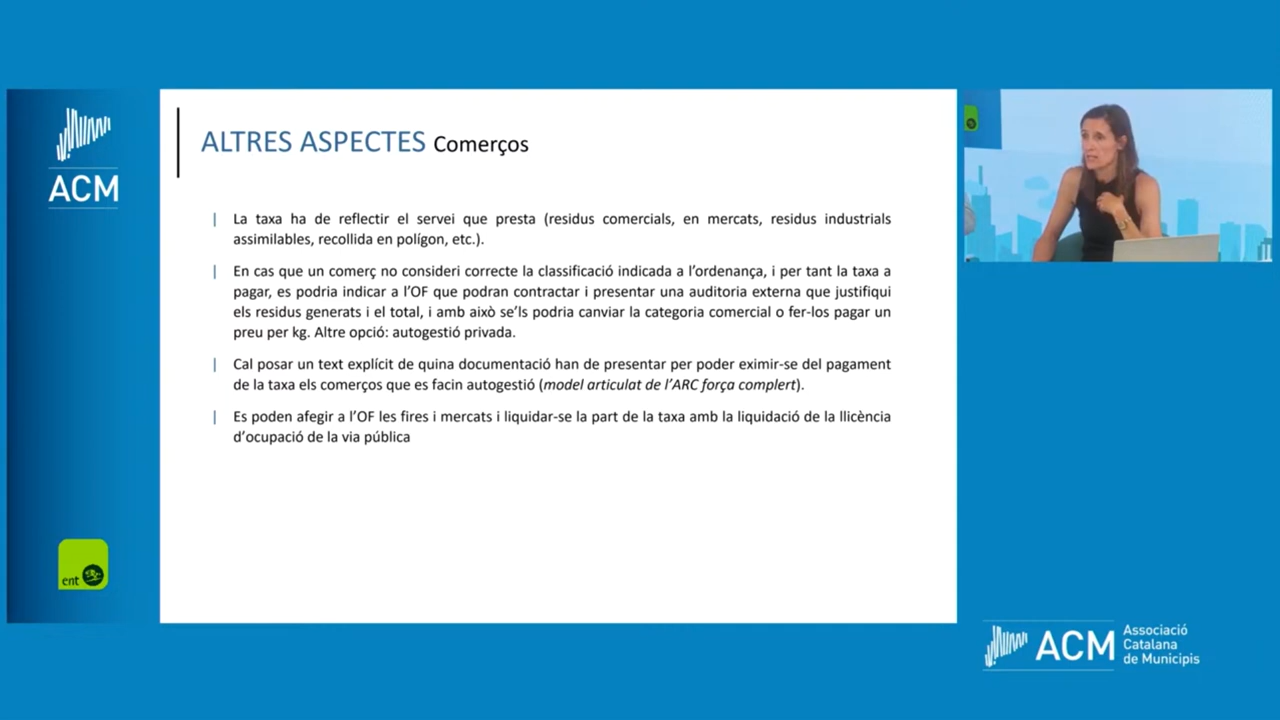 ACM
ALTRES ASPECTES Comerços
La taxa ha de reflectir el servei que presta (residus comercials, en mercats, residus industrials
assimilables, recollida en polígon, etc.).
En cas que un comerç no consideri correcte la classificació indicada a l’ordenança, i per tant la taxa a
pagar, es podria indicar a l’OF que podran contractar i presentar una auditoria externa que justifiqui
els residus generats i el total, i amb això se’ls podria canviar la categoria comercial o fer-los pagar un
preu per kg. Altre opció: autogestió privada.
Cal posar un text explícit de quina documentació han de presentar per poder eximir-se del pagament
de la taxa els comerços que es facin autogestió (model articulat de l’ARC força complert).
Es poden afegir a l’OF les fires i mercats i liquidar-se la part de la taxa amb la liquidació de la llicència
d’ocupació de la via pública
ent
ACM
Associació
Catalana
de Municipis